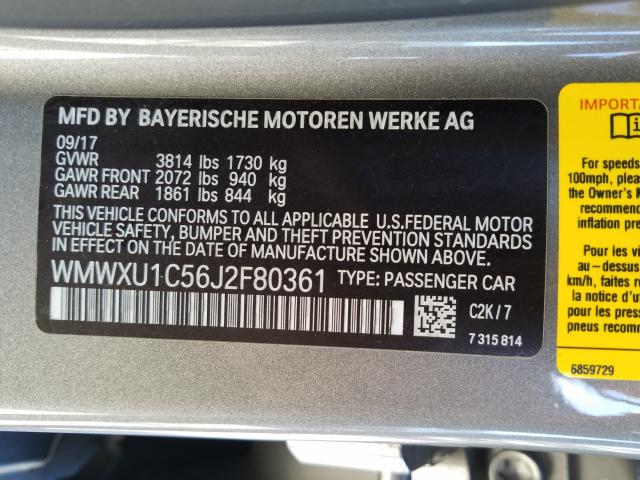 MFD BY BAYERISCHE MOTOREN WERKE AG
09/17
GVWR 3814 lbs 1730 kg
GAWR FRONT 2072 lbs 940 kg
GAWR REAR 1861 lbs 844 kg
THIS VEHICLE CONFORMS TO ALL APPLICABLE U.S.FEDERAL MOTOR
VEHICLE SAFETY, BUMPER AND THEFT PREVENTION STANDARDS
IN EFFECT ON THE DATE OF MANUFACTURE SHOWN ABOVE.
WMWXU1C56J2F80361 TYPE: PASSENGER CAR
C2K / 7
7 315 814
IMPORTA
For speeds
100mph, pleas
the Owner's M
recommend
inflation pre
Pour les vi
au-dessus
km/h, faites r
la notice d'ut
pour les press
pneus recomm
6859729